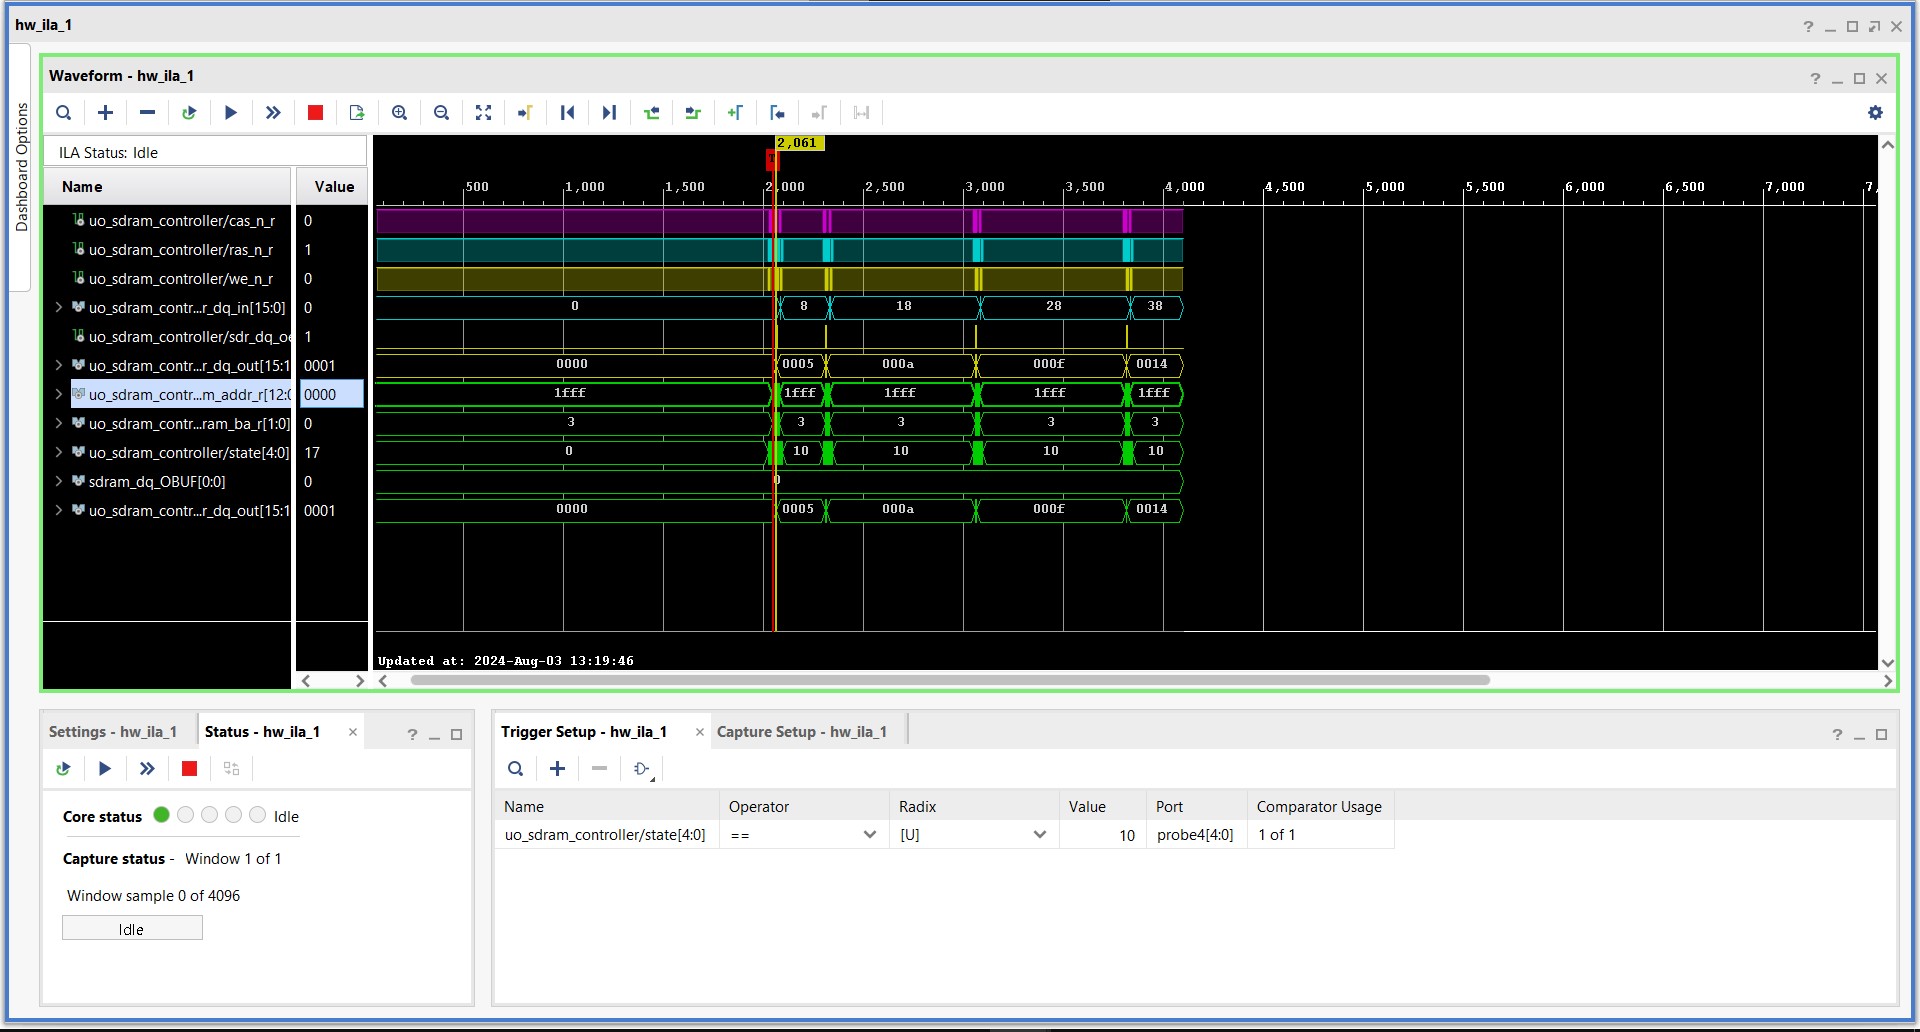 hw_ila_1
Dashboard Options
Waveform - hw_ila_1
ILA Status: Idle
2,061
Name Value
500 1,000 1,500 2,000 2,500 3,000 3,500 4,000 4,500 5,000 5,500 6,000 6,500 7,000 7,
uo_sdram_controller/cas_n_r 0
uo_sdram_controller/ras_n_r 1
uo_sdram_controller/we_n_r 0
uo_sdram_contr...r_dq_in[15:0] 0 0 8 18 28 38
uo_sdram_controller/sdr_dq_oe 1
uo_sdram_contr...r_dq_out[15:1 0001 0000 0005 000a 000f 0014
uo_sdram_contr...m_addr_r[12:0 0000 1fff 1fff 1fff 1fff 1fff
uo_sdram_contr...ram_ba_r[1:0] 0 3 3 3 3 3
uo_sdram_controller/state[4:0] 17 0 10 10 10 10
sdram_dq_OBUF[0:0] 0 0
uo_sdram_contr...r_dq_out[15:1 0001 0000 0005 000a 000f 0014
Updated at: 2024-Aug-03 13:19:46
Settings - hw_ila_1 Status - hw_ila_1
Core status Idle
Capture status - Window 1 of 1
Window sample 0 of 4096
Idle
Trigger Setup - hw_ila_1 Capture Setup - hw_ila_1
Name Operator Radix Value Port Comparator Usage
uo_sdram_controller/state[4:0] == [U] 10 probe4[4:0] 1 of 1